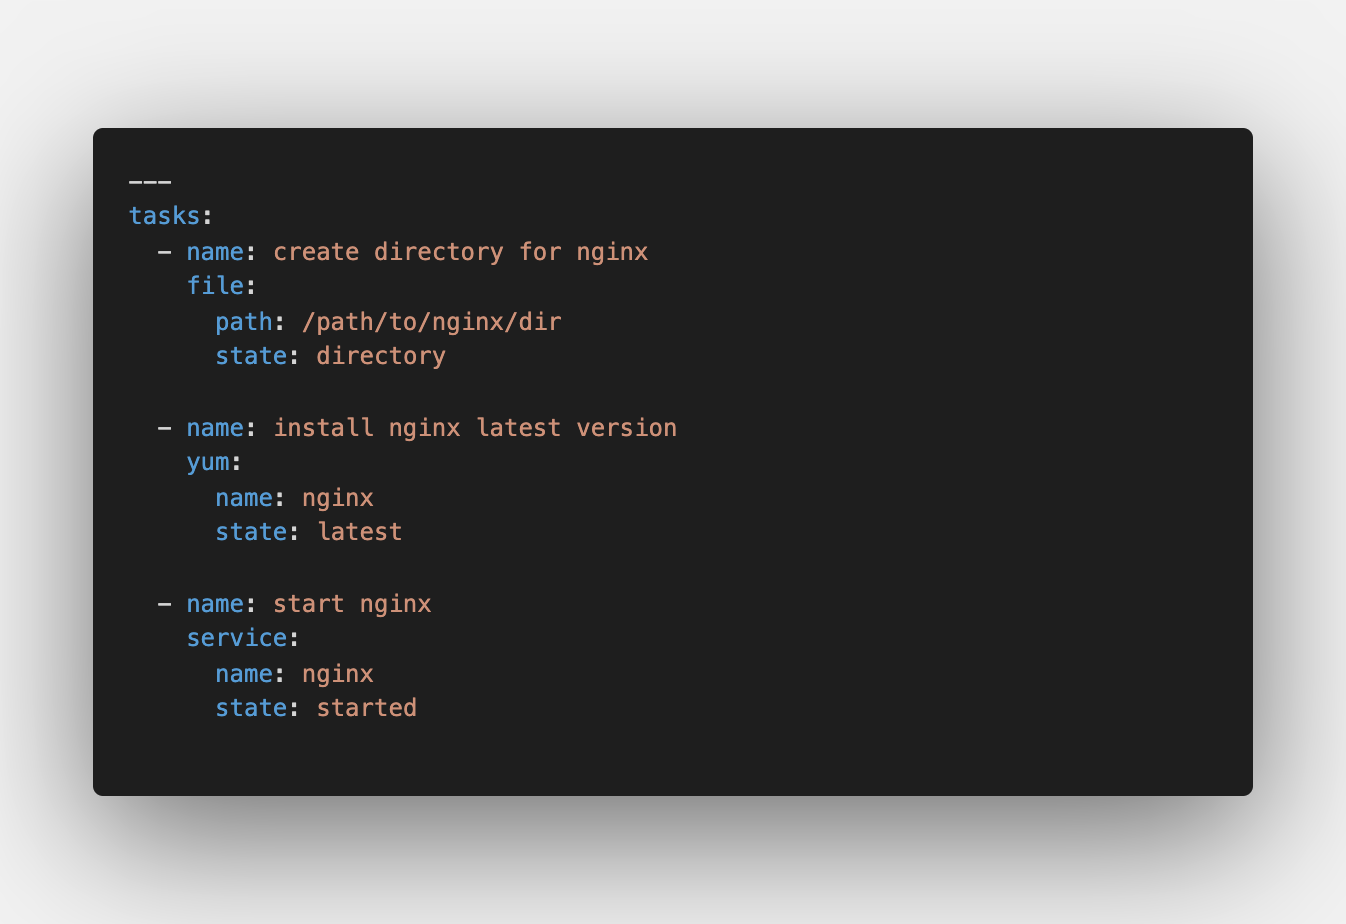 ---
tasks:
  - name: create directory for nginx
    file:
      path: /path/to/nginx/dir
      state: directory

  - name: install nginx latest version
    yum:
      name: nginx
      state: latest

  - name: start nginx
    service:
      name: nginx
      state: started